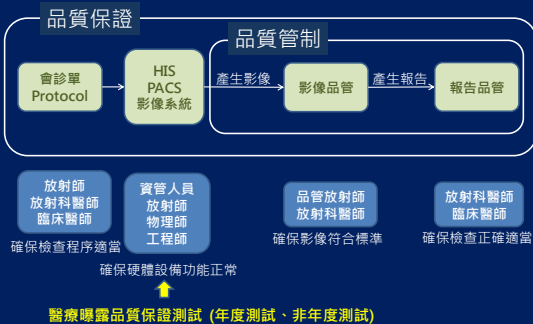 品質保證
品質管制
會診單
Protocol
HIS
PACS
影像系統
產生影像
影像品管
產生報告
報告品管
放射師
放射科醫師
臨床醫師
確保檢查程序適當
資管人員
放射師
物理師
工程師
確保硬體設備功能正常
品管放射師
放射科醫師
確保影像符合標準
放射科醫師
臨床醫師
確保檢查正確適當
醫療曝露品質保證測試 (年度測試、非年度測試)